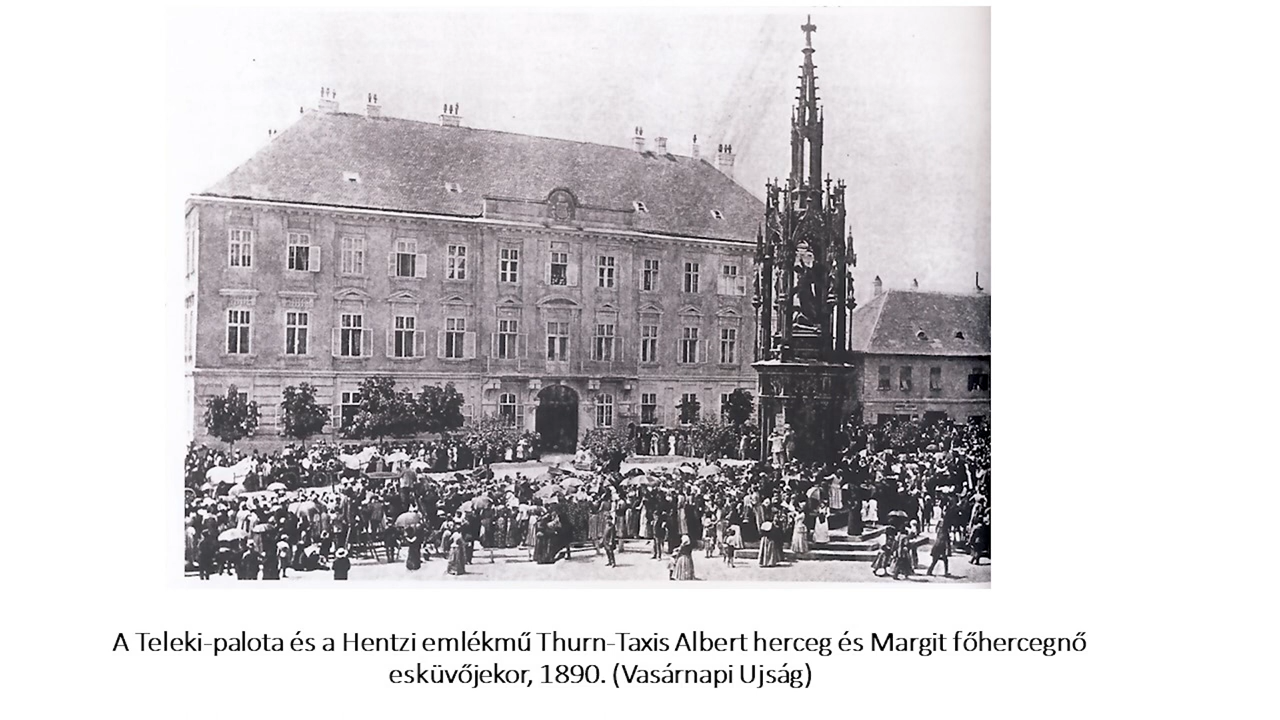 A Teleki-palota és a Hentzi emlékmű Thurn-Taxis Albert herceg és Margit főhercegnő
esküvőjekor, 1890. (Vasárnapi Ujság)